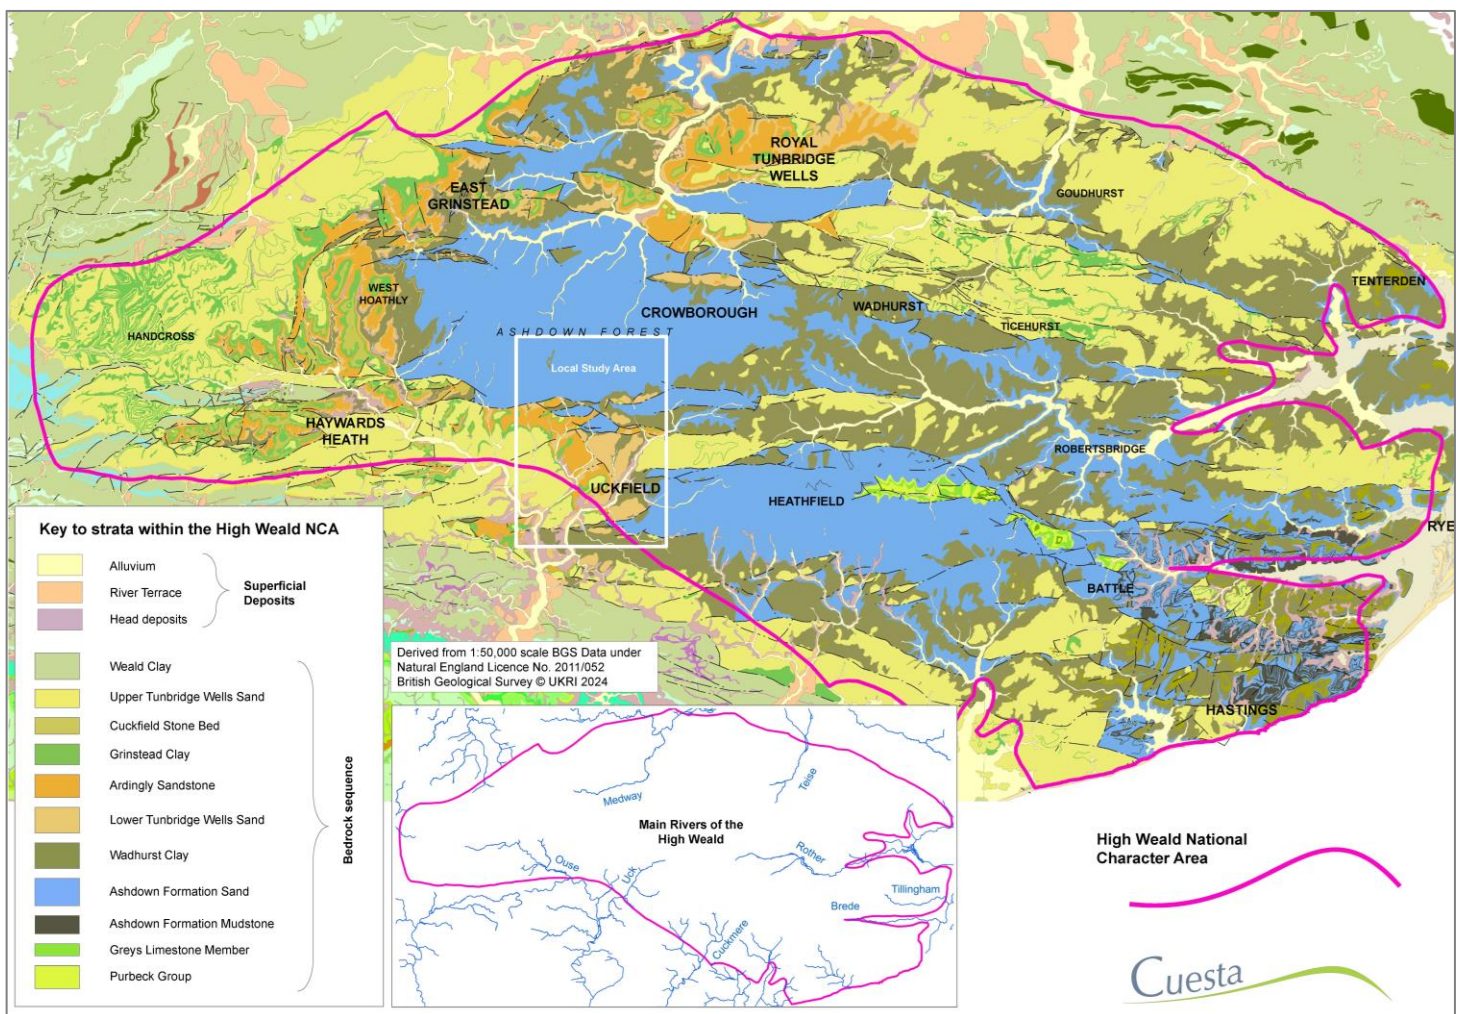 ROYAL
TUNBRIDGE
WELLS
EAST
GRINSTEAD
GOUDHURST
WEST
HOATHLY
TENTERDEN
CROWBOROUGH
WADHURST
HANDCROSS
ASHDOWN FOREST
TICEHURST
Local Study Area
HAYWARDS
HEATH
ROBERTSBRIDGE
UCKFIELD
HEATHFIELD
RYE
BATTLE
HASTINGS
Key to strata within the High Weald NCA
Alluvium
River Terrace
Head deposits
Superficial
Deposits
Weald Clay
Upper Tunbridge Wells Sand
Cuckfield Stone Bed
Grinstead Clay
Ardingly Sandstone
Lower Tunbridge Wells Sand
Wadhurst Clay
Ashdown Formation Sand
Ashdown Formation Mudstone
Greys Limestone Member
Purbeck Group
Bedrock sequence
Derived from 1:50,000 scale BGS Data under
Natural England Licence No. 2011/052
British Geological Survey © UKRI 2024
Main Rivers of the
High Weald
Medway
Teise
Ouse
Uck
Rother
Tillingham
Brede
Cuckmere
High Weald National
Character Area
Cuesta